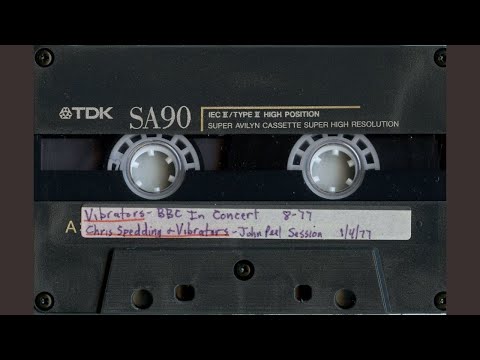 TDK SA90 IEC II/TYPE II HIGH POSITION
SUPER AVILYN CASSETTE SUPER HIGH RESOLUTION
Vibrators - BBC In Concert 8-77
A Chris Spedding + Vibrators - John Peel Session 1/4/77